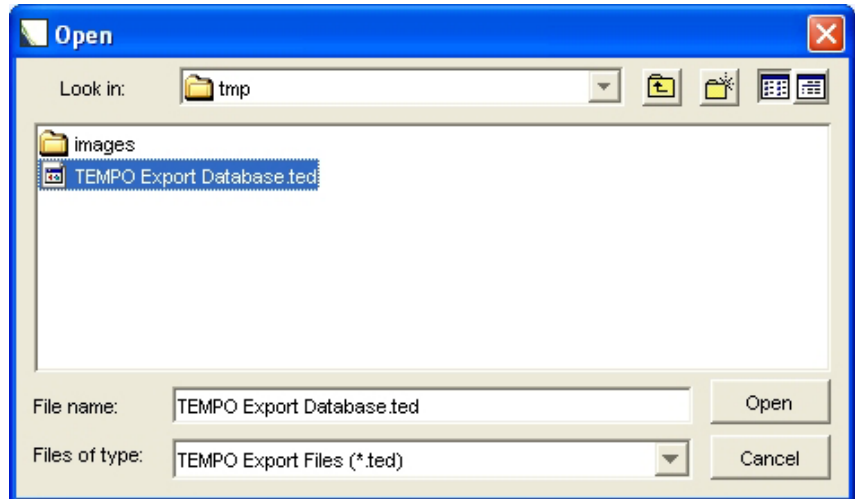 Open
Look in: tmp
images
TEMPO Export Database.ted
File name: TEMPO Export Database.ted Open
Files of type: TEMPO Export Files (*.ted) Cancel